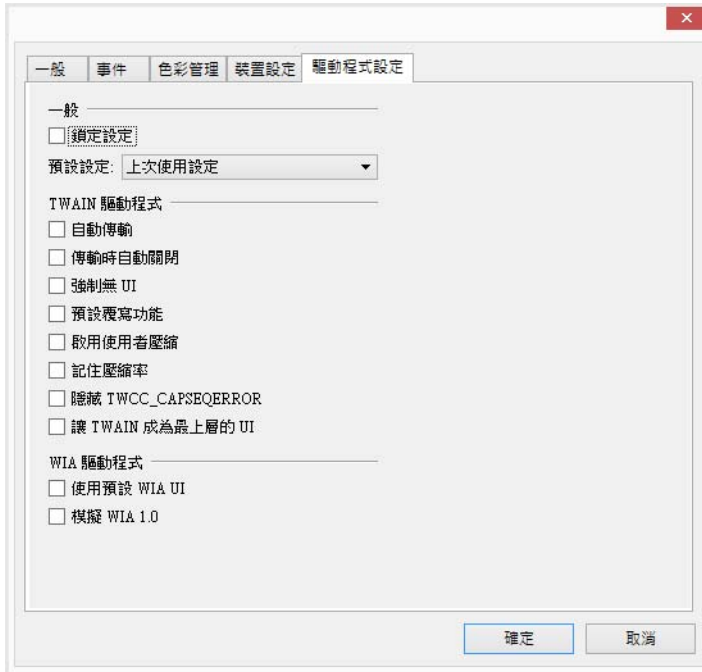 一般 事件 色彩管理 裝置設定 驅動程式設定
一般
鎖定設定
預設設定: 上次使用設定
TWAIN 驅動程式
自動傳輸
傳輸時自動關閉
強制無 UI
預設覆寫功能
啟用使用者壓縮
記住壓縮率
隱藏 TWCC_CAPSEQERROR
讓 TWAIN 成為最上層的 UI
WIA 驅動程式
使用預設 WIA UI
模擬 WIA 1.0
確定 取消